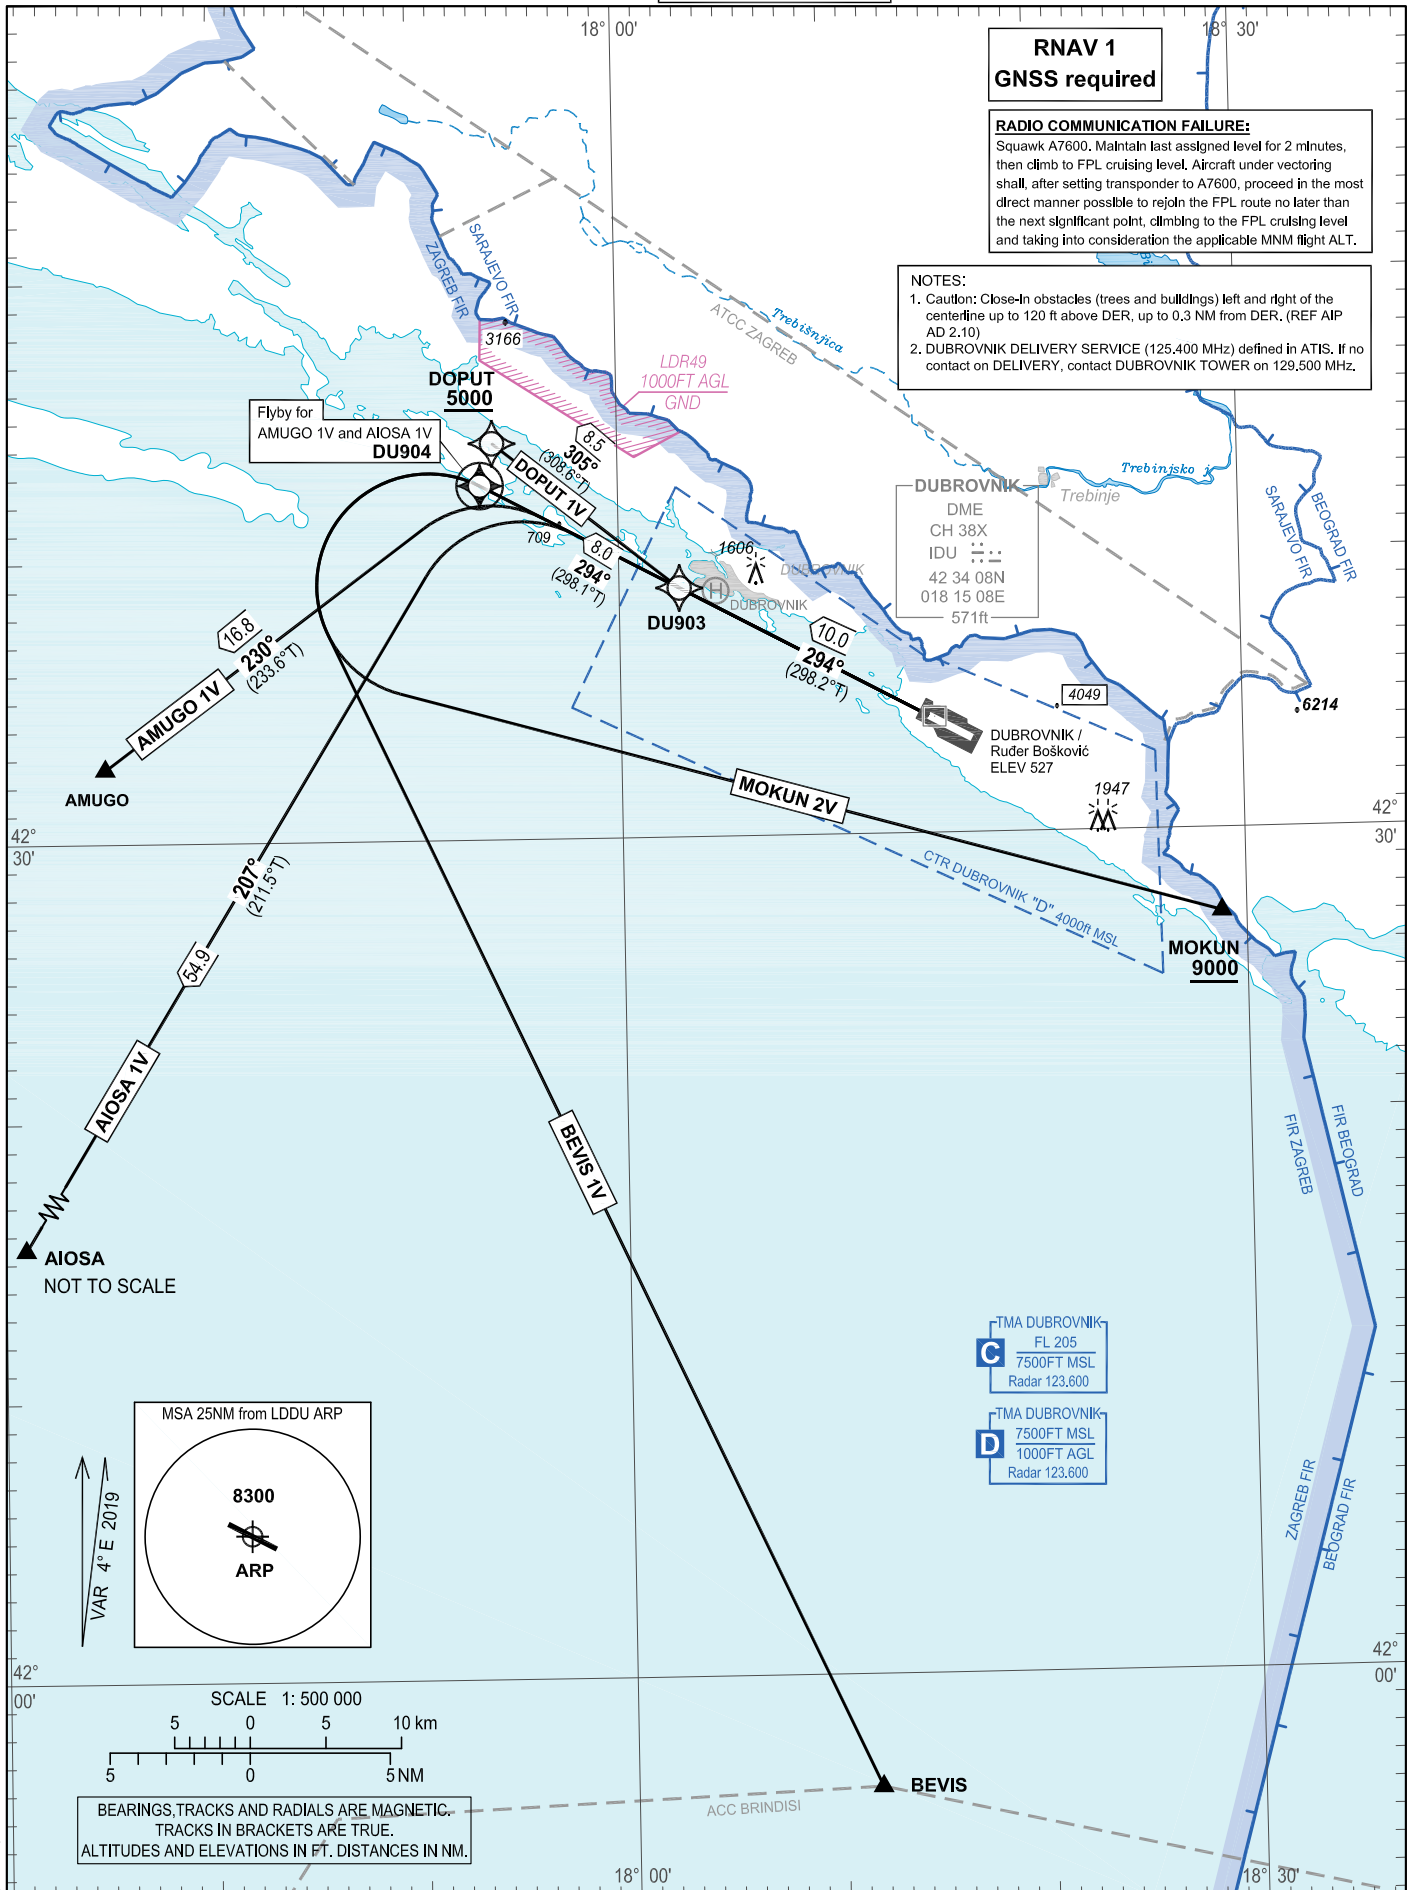 18° 00'
18° 30'
RNAV 1
GNSS required
RADIO COMMUNICATION FAILURE:
Squawk A7600. Maintain last assigned level for 2 minutes,
then climb to FPL cruising level. Aircraft under vectoring
shall, after setting transponder to A7600, proceed in the most
direct manner possible to rejoin the FPL route no later than
the next significant point, climbing to the FPL cruising level
and taking into consideration the applicable MNM flight ALT.
NOTES:
1. Caution: Close-in obstacles (trees and buildings) left and right of the
centerline up to 120 ft above DER, up to 0.3 NM from DER. (REF AIP
AD 2.10)
2. DUBROVNIK DELIVERY SERVICE (125.400 MHz) defined in ATIS. If no
contact on DELIVERY, contact DUBROVNIK TOWER on 129.500 MHz.
SARAJEVO FIR
ZAGREB FIR
ATCC ZAGREB
Trebišnjica
3166
LDR49
1000FT AGL
GND
DOPUT
5000
Flyby for
AMUGO 1V and AIOSA 1V
DU904
8.5
305°
(308.6°T)
DOPUT 1V
Trebinjsko j
Trebinje
SARAJEVO FIR
BEOGRAD FIR
DUBROVNIK
DME
CH 38X
IDU
42 34 08N
018 15 08E
571ft
709
8.0
294°
(298.1°T)
1606
DUBROVNIK
H
DUBROVNIK
DU903
10.0
294°
(298.2°T)
16.8
230°
(233.6°T)
AMUGO 1V
AMUGO
4049
6214
DUBROVNIK /
Ruđer Bošković
ELEV 527
1947
MOKUN 2V
42°
30'
42°
30'
CTR DUBROVNIK "D" 4000ft MSL
207°
(211.5°T)
54.9
MOKUN
9000
AIOSA 1V
BEVIS 1V
FIR ZAGREB
FIR BEOGRAD
AIOSA
NOT TO SCALE
TMA DUBROVNIK
C
FL 205
7500FT MSL
Radar 123.600
TMA DUBROVNIK
D
7500FT MSL
1000FT AGL
Radar 123.600
MSA 25NM from LDDU ARP
8300
ARP
VAR 4° E 2019
ZAGREB FIR
BEOGRAD FIR
42°
00'
42°
00'
SCALE 1: 500 000
5 0 5 10 km
5 0 5 NM
BEARINGS,TRACKS AND RADIALS ARE MAGNETIC.
TRACKS IN BRACKETS ARE TRUE.
ALTITUDES AND ELEVATIONS IN FT. DISTANCES IN NM.
BEVIS
ACC BRINDISI
18° 00'
18° 30'